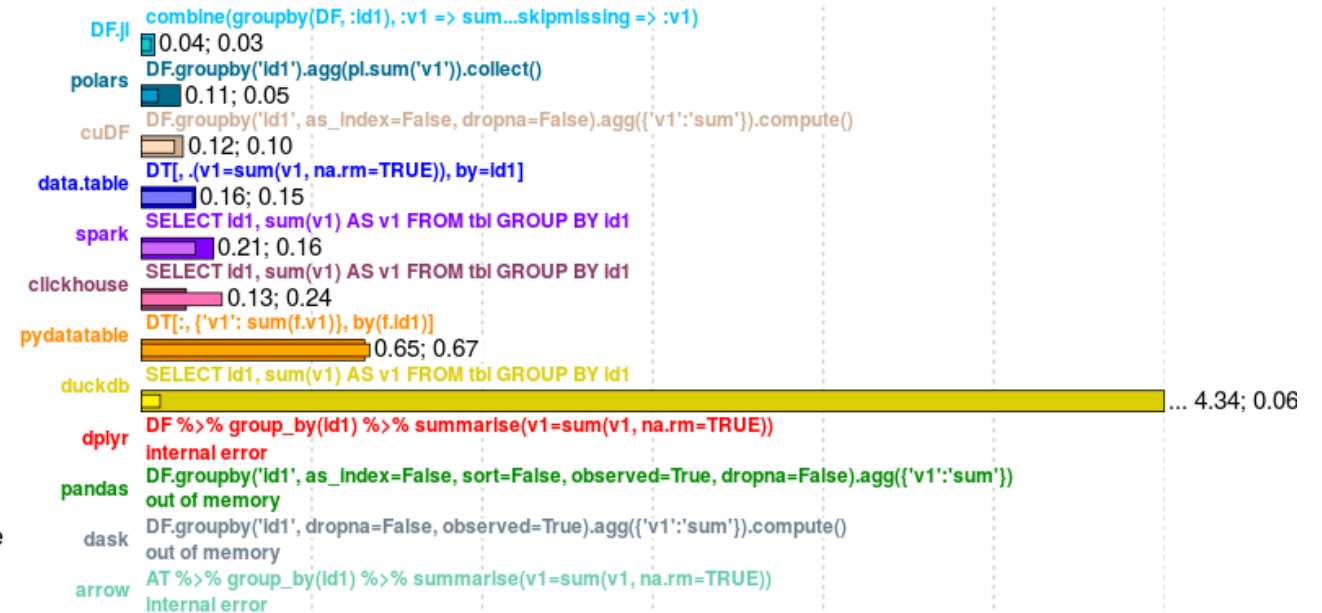 combine(groupby(DF, :id1), :v1 => sum...skipmissing => :v1)
DF.jl
0.04; 0.03
DF.groupby('id1').agg(pl.sum('v1')).collect()
polars
0.11; 0.05
DF.groupby('id1', as_index=False, dropna=False).agg({'v1':'sum'}).compute()
cuDF
0.12; 0.10
DT[, .(v1=sum(v1, na.rm=TRUE)), by=id1]
data.table
0.16; 0.15
SELECT id1, sum(v1) AS v1 FROM tbl GROUP BY id1
spark
0.21; 0.16
SELECT id1, sum(v1) AS v1 FROM tbl GROUP BY id1
clickhouse
0.13; 0.24
DT[:, {'v1': sum(f.v1)}, by(f.id1)]
pydatatable
0.65; 0.67
SELECT id1, sum(v1) AS v1 FROM tbl GROUP BY id1
duckdb
... 4.34; 0.06
DF %>% group_by(id1) %>% summarise(v1=sum(v1, na.rm=TRUE))
dplyr
internal error
DF.groupby('id1', as_index=False, sort=False, observed=True, dropna=False).agg({'v1':'sum'})
pandas
out of memory
DF.groupby('id1', dropna=False, observed=True).agg({'v1':'sum'}).compute()
e
dask
out of memory
AT %>% group_by(id1) %>% summarise(v1=sum(v1, na.rm=TRUE))
arrow
internal error